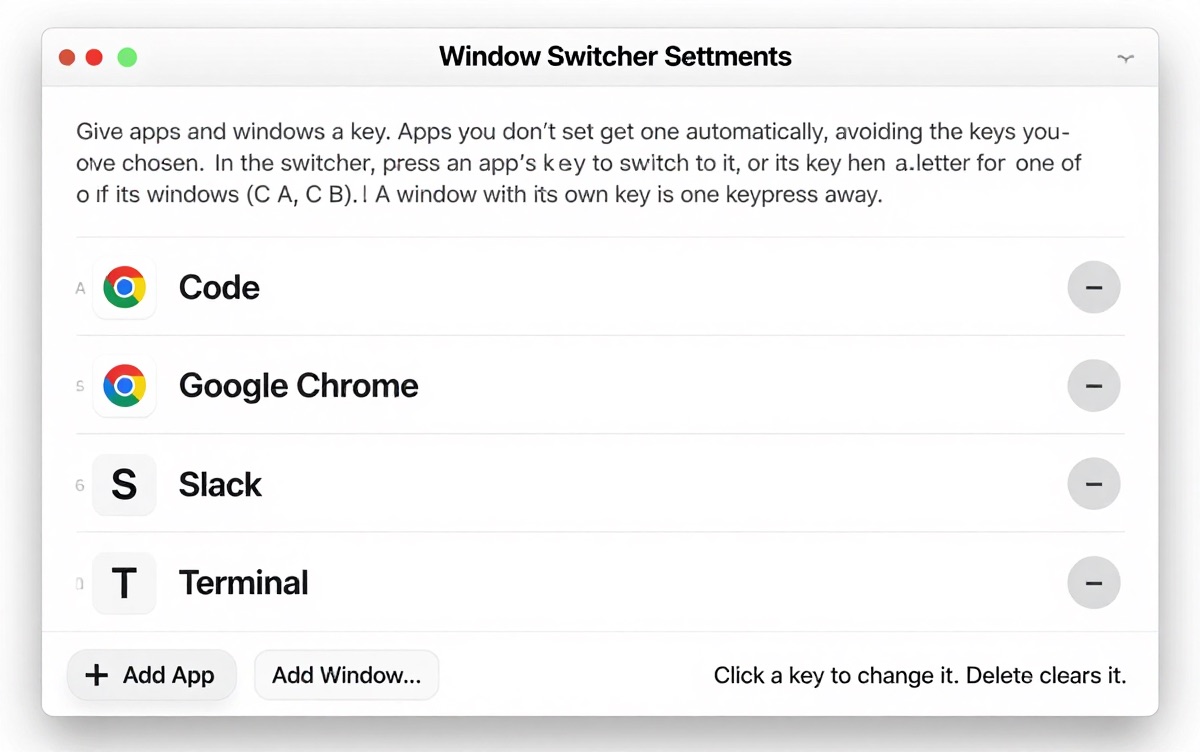 Window Switcher Settments
Give apps and windows a key. Apps you don't set get one automatically, avoiding the keys you-
ove chosen. In the switcher, press an app's key to switch to it, or its key hen a.letter for one of
o If its windows (C A, C B). ! A window with its own key is one keypress away.
A Code
S Google Chrome
6 S Slack
T Terminal
+ Add App Add Window... Click a key to change it. Delete clears it.